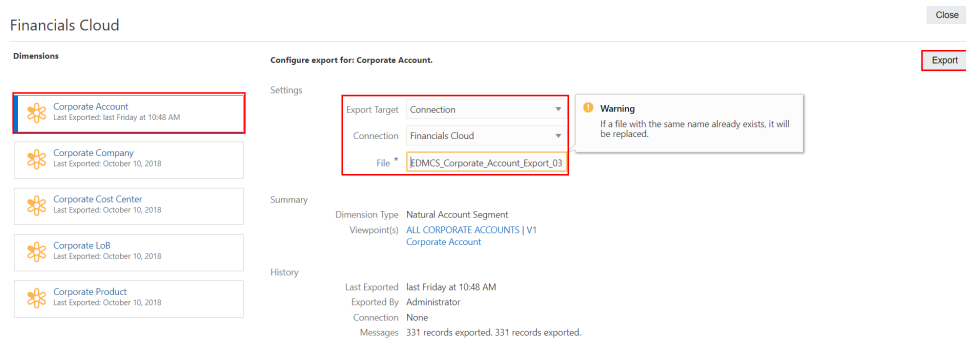 Close
Financials Cloud
Dimensions
Configure export for: Corporate Account.
Export
Corporate Account
Last Exported: last Friday at 10:48 AM
Corporate Company
Last Exported: October 10, 2018
Corporate Cost Center
Last Exported: October 10, 2018
Corporate LoB
Last Exported: October 10, 2018
Corporate Product
Last Exported: October 10, 2018
Settings
Export Target Connection
Connection Financials Cloud
File * EDMCS_Corporate_Account_Export_03
Warning
If a file with the same name already exists, it will
be replaced.
Summary
Dimension Type Natural Account Segment
Viewpoint(s) ALL CORPORATE ACCOUNTS | V1
Corporate Account
History
Last Exported last Friday at 10:48 AM
Exported By Administrator
Connection None
Messages 331 records exported. 331 records exported.